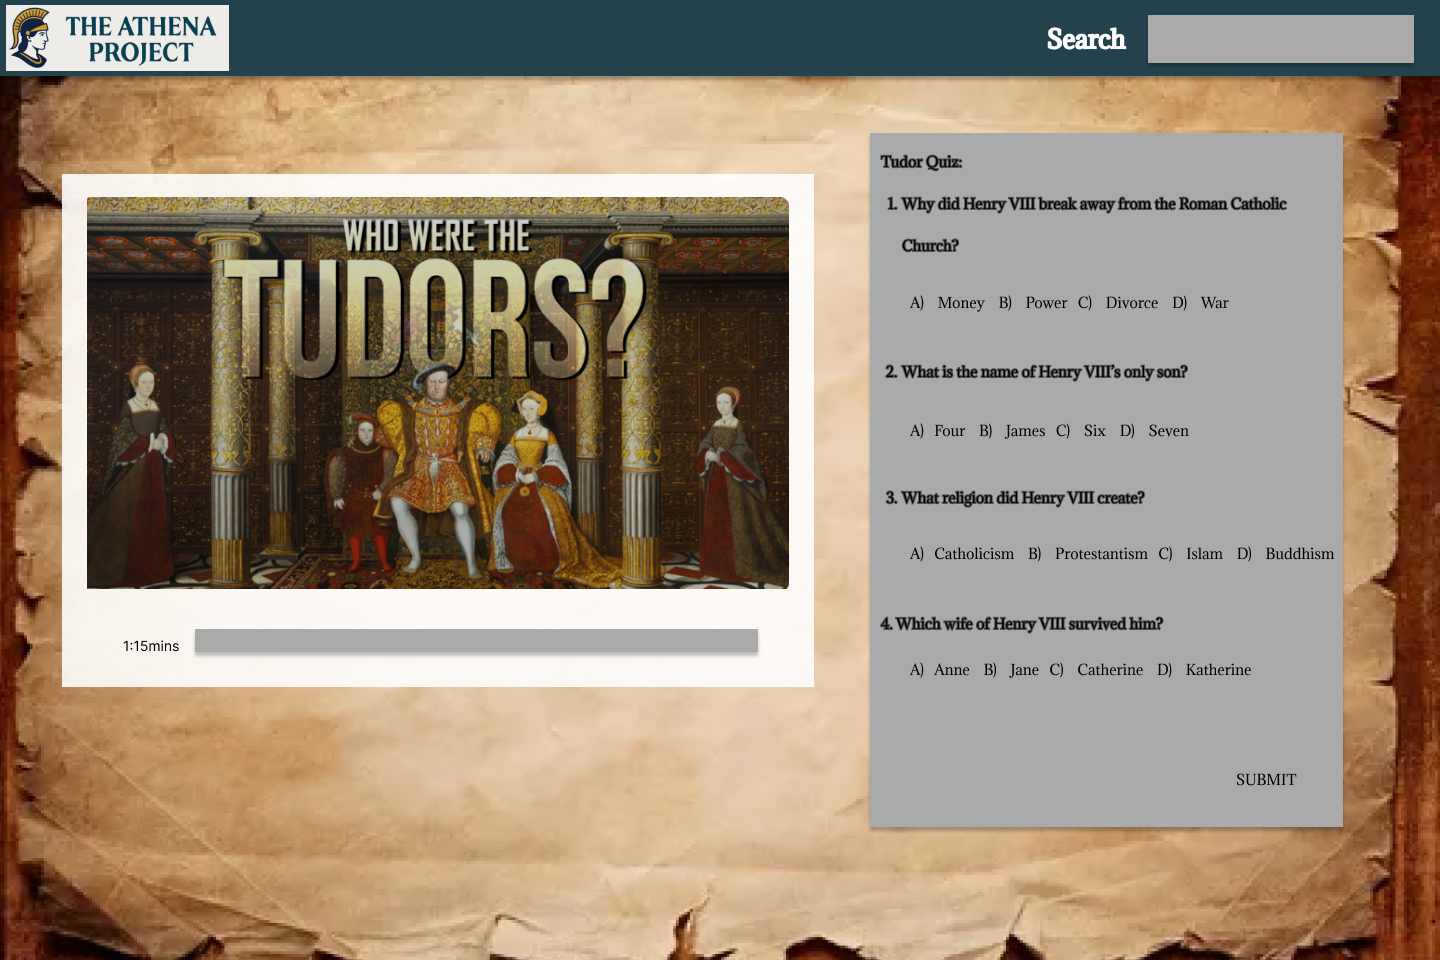 THE ATHENA
PROJECT
Search
WHO WERE THE
TUDORS?
1:15mins
Tudor Quiz:
1. Why did Henry VIII break away from the Roman Catholic
Church?
A) Money B) Power C) Divorce D) War
2. What is the name of Henry VIII's only son?
A) Four B) James C) Six D) Seven
3. What religion did Henry VIII create?
A) Catholicism B) Protestantism C) Islam D) Buddhism
4. Which wife of Henry VIII survived him?
A) Anne B) Jane C) Catherine D) Katherine
SUBMIT